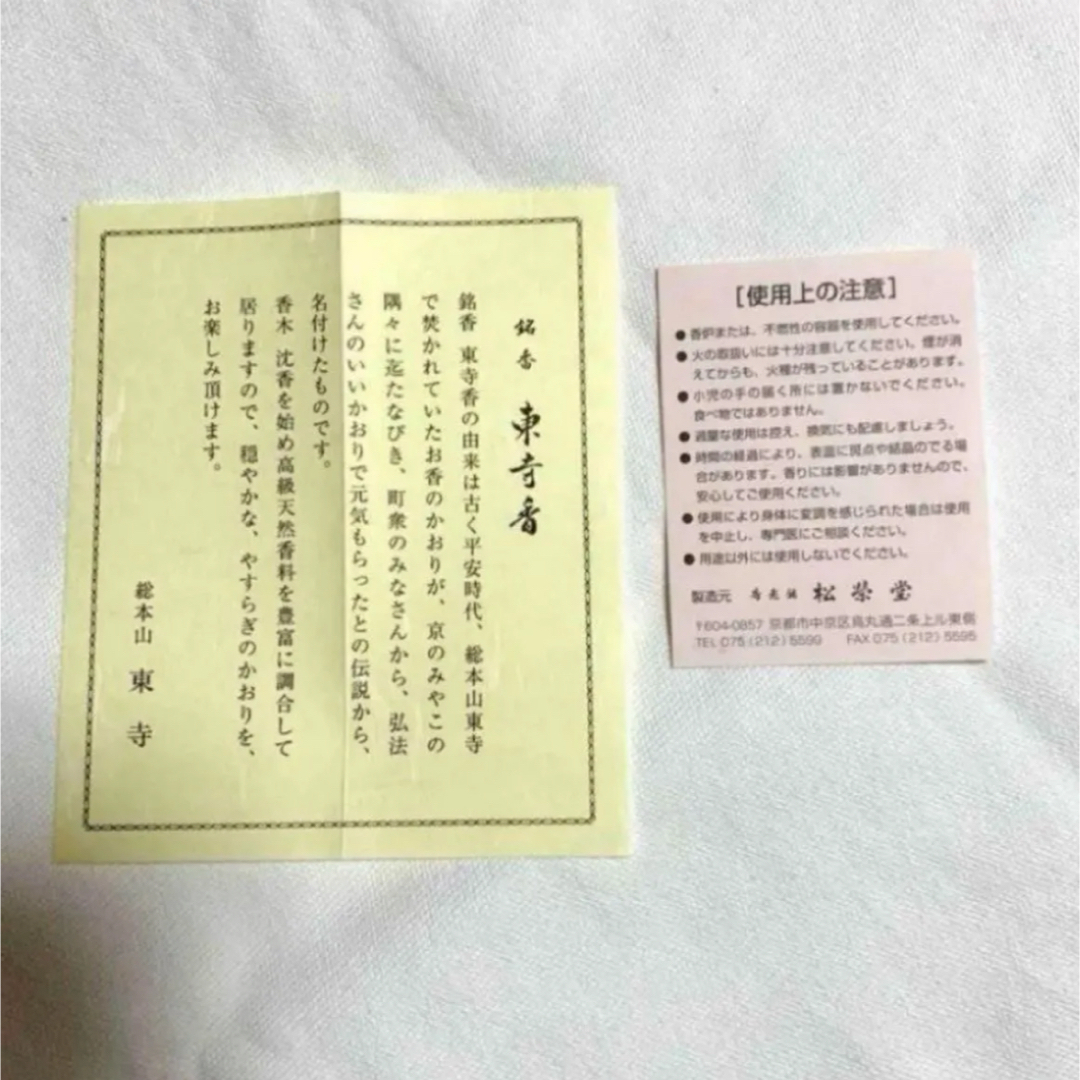 銘香 東寺香
銘香 東寺香の由来は古く平安時代、総本山東寺
で焚かれていたお香のかおりが、京のみやこの
隅々に迄たなびき、町衆のみなさんから、弘法
さんのいいかおりで元気もらったとの伝説から、
名付けたものです。
香木 沈香を始め高級天然香料を豊富に調合して
居りますので、穏やかな、やすらぎのかおりを、
お楽しみ頂けます。
総本山 東寺
［使用上の注意］
●香炉または、不燃性の容器を使用してください。
●火の取扱いには十分注意してください。煙が消
えてからも、火種が残っていることがあります。
●小児の手の届く所には置かないでください。
食べ物ではありません。
●過量な使用は控え、換気にも配慮しましょう。
●時間の経過により、表面に斑点や結晶のでる場
合があります。香りには影響がありませんので、
安心してご使用ください。
●使用により身体に変調を感じられた場合は使用
を中止し、専門医にご相談ください。
●用途以外には使用しないでください。
製造元 香老舗 松榮堂
〒604-0857 京都市中京区烏丸通二条上ル東側
TEL 075（212）5599 FAX 075（212）5595